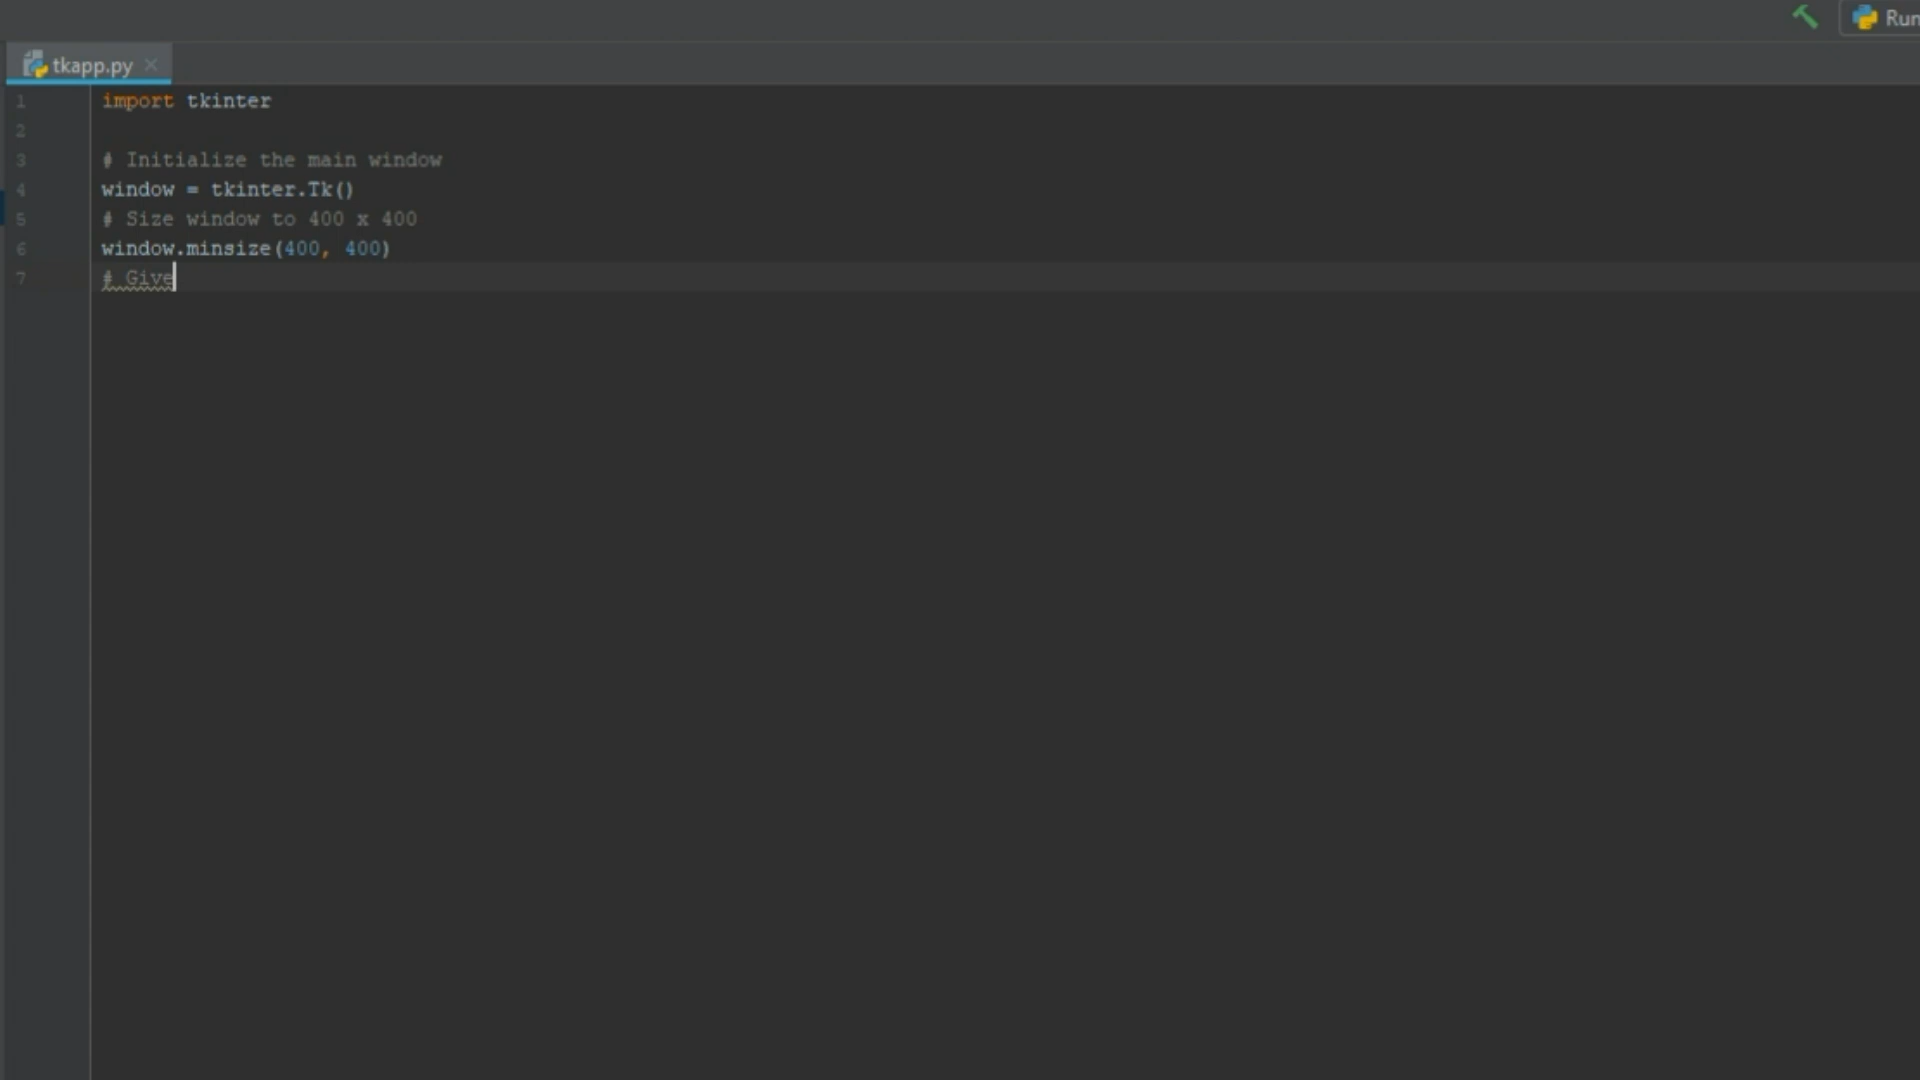 Run
tkapp.py
1 import tkinter
2
3 # Initialize the main window
4 window = tkinter.Tk()
5 # Size window to 400 x 400
6 window.minsize(400, 400)
7 # Give